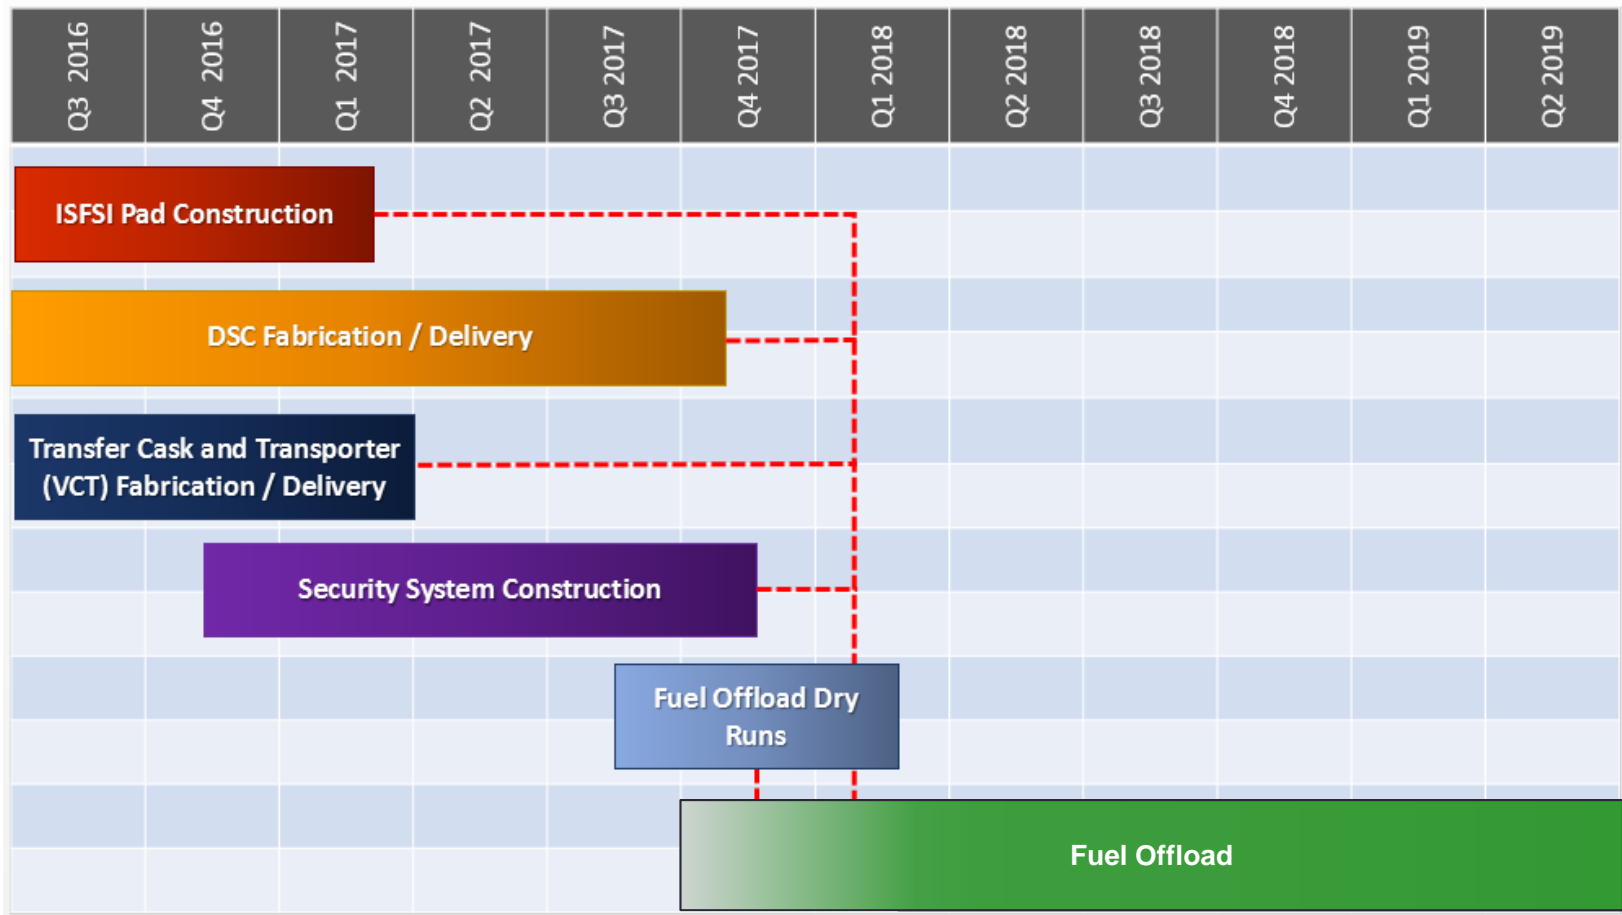 Q3 2016
Q4 2016
Q1 2017
Q2 2017
Q3 2017
Q4 2017
Q1 2018
Q2 2018
Q3 2018
Q4 2018
Q1 2019
Q2 2019
ISFSI Pad Construction
DSC Fabrication / Delivery
Transfer Cask and Transporter
(VCT) Fabrication / Delivery
Security System Construction
Fuel Offload Dry
Runs
Fuel Offload